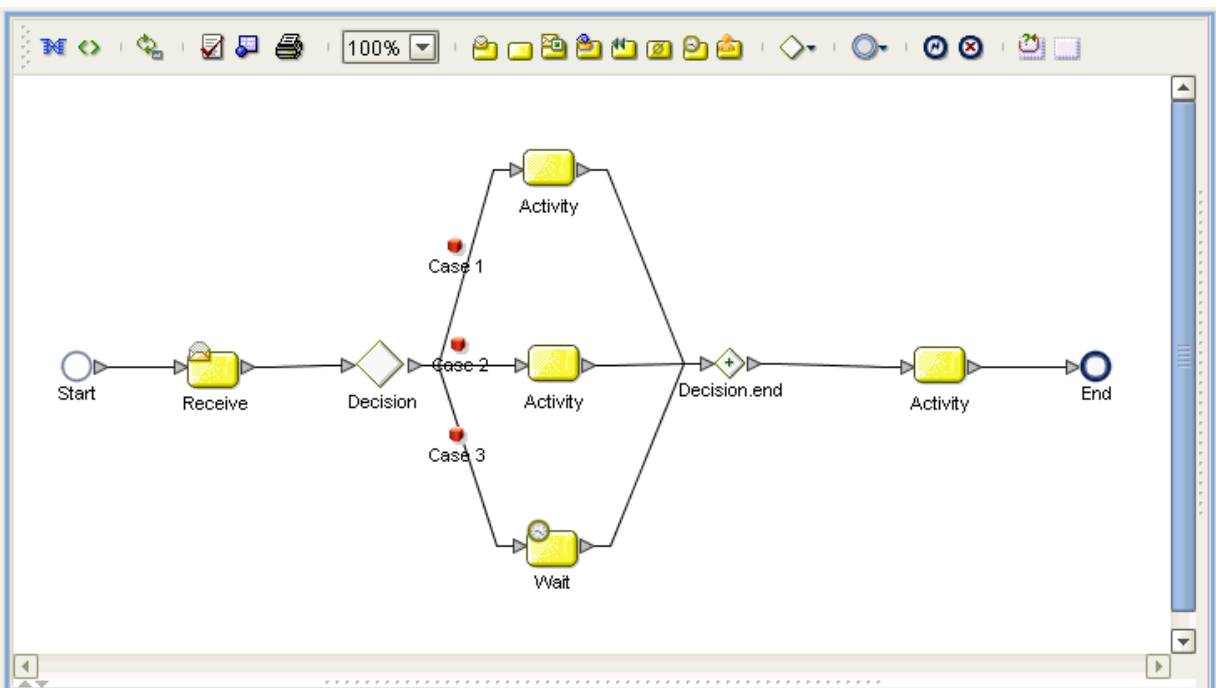 100%
Activity
Case 1
Case 2
Start
Receive
Decision
Activity
Decision.end
Activity
End
Case 3
Wait